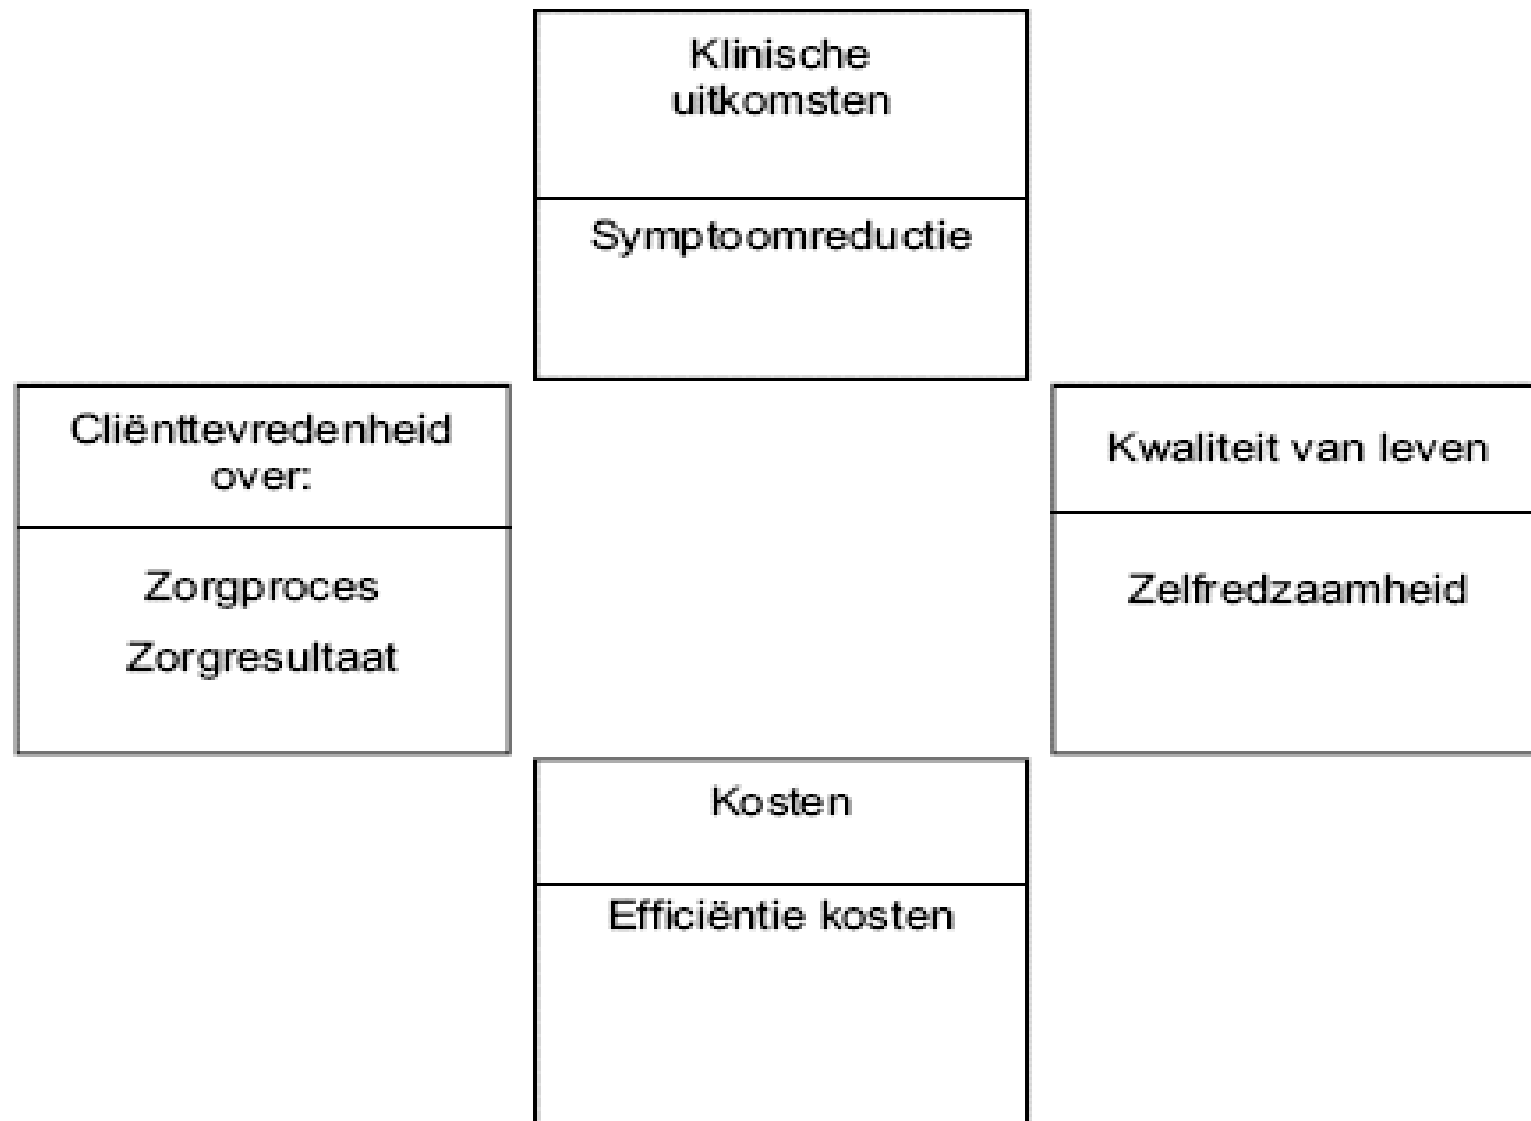 Klinische
uitkomsten
Symptoomreductie
Cliënttevredenheid
over:
Zorgproces
Zorgresultaat
Kwaliteit van leven
Zelfredzaamheid
Kosten
Efficiëntie kosten